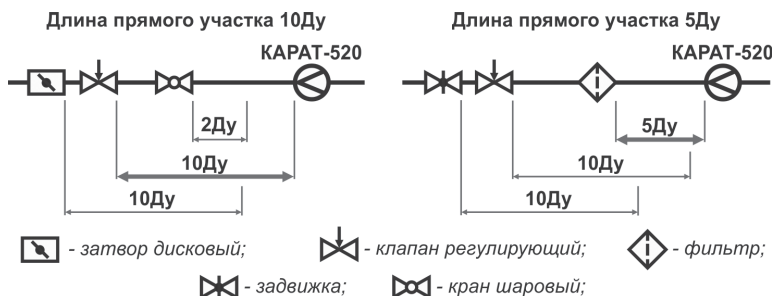 Длина прямого участка 10Ду
Длина прямого участка 5Ду
КАРАТ-520
КАРАТ-520
2Ду
5Ду
10Ду
10Ду
10Ду
10Ду
- затвор дисковый;
- клапан регулирующий;
- фильтр;
- задвижка;
- кран шаровый;